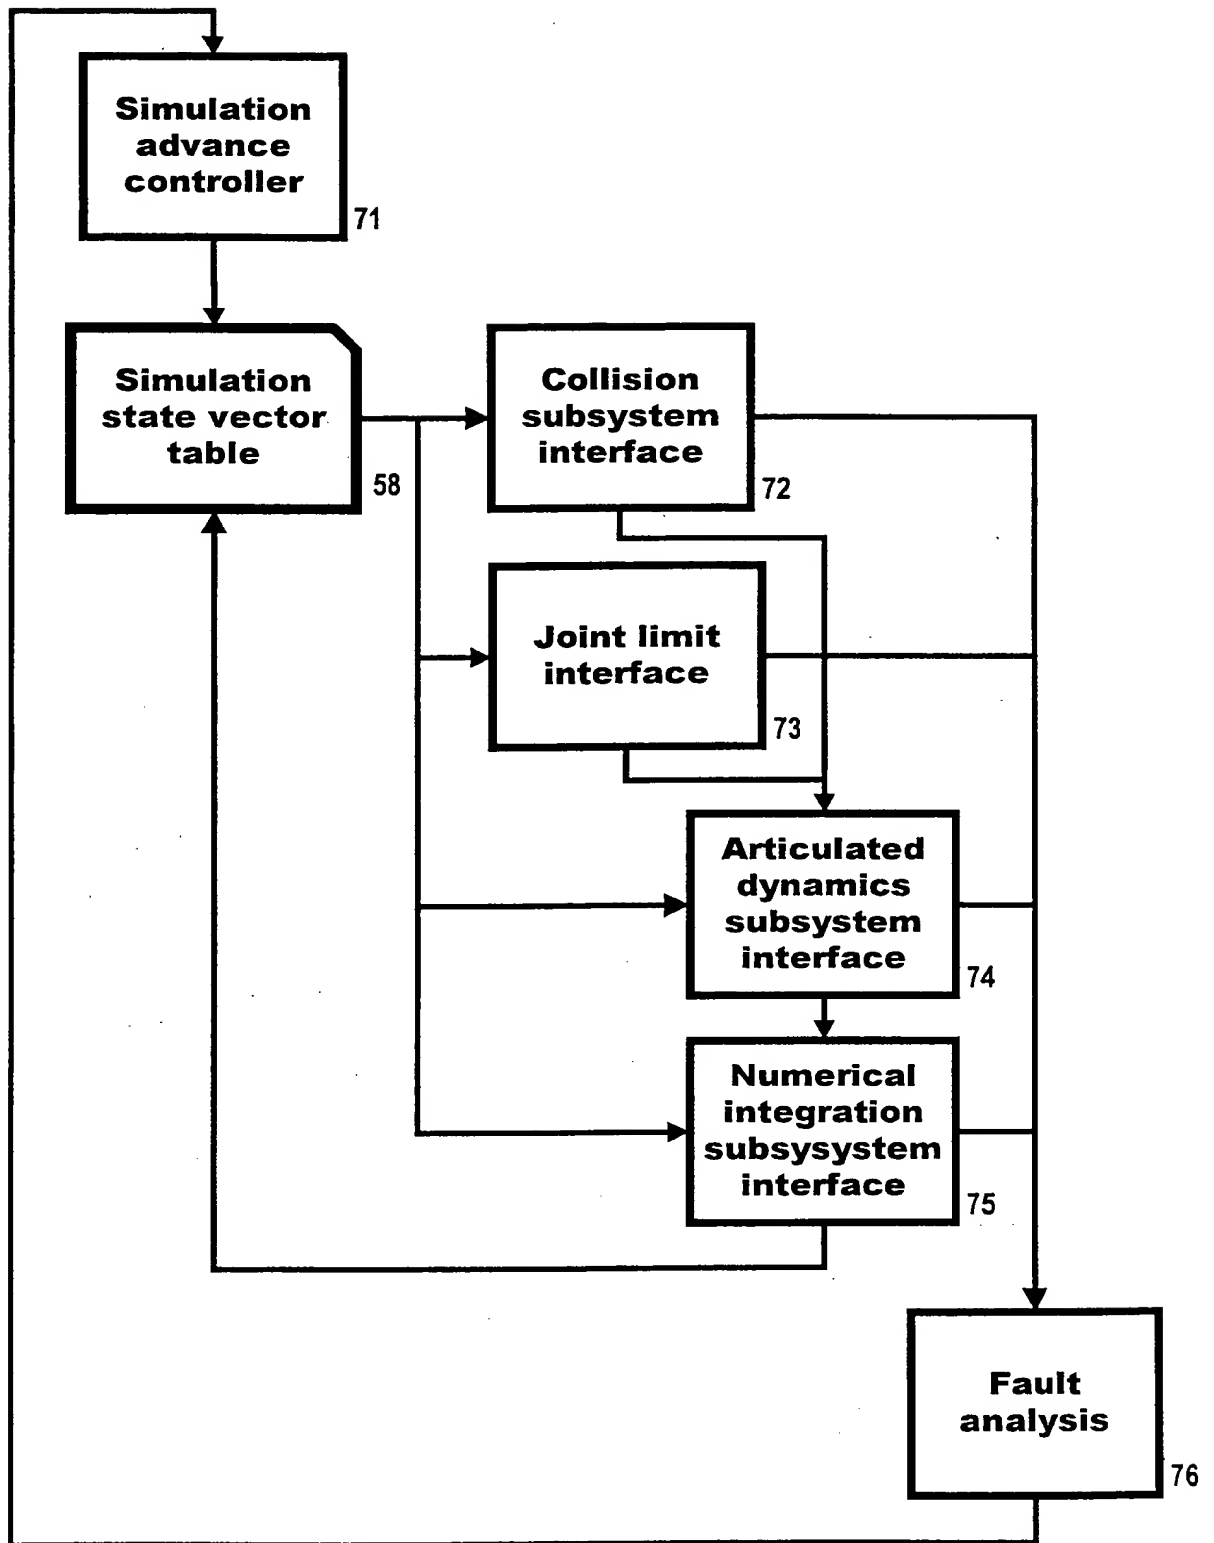 Simulation
advance
controller
71
Simulation
state vector
table
58
Collision
subsystem
interface
72
Joint limit
interface
73
Articulated
dynamics
subsystem
interface
74
Numerical
integration
subsysystem
interface
75
Fault
analysis
76